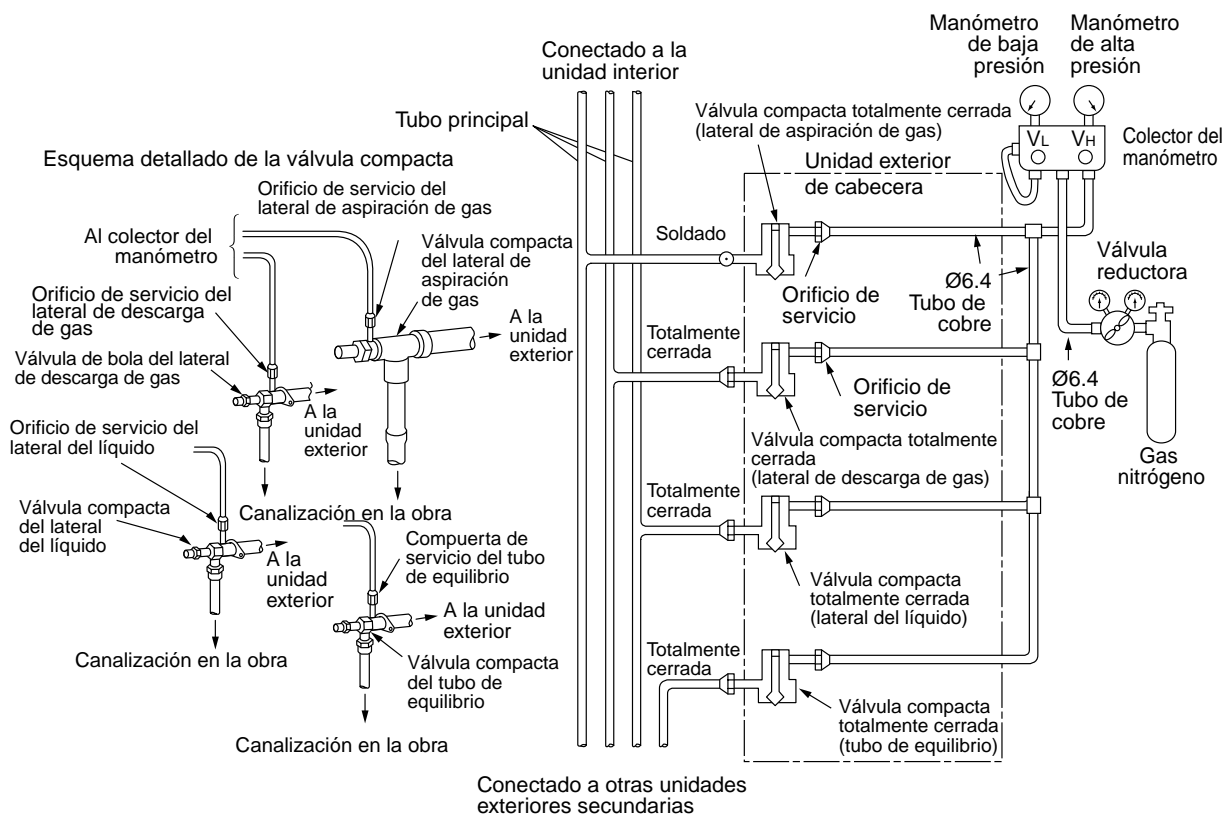 Conectado a la
unidad interior
Manómetro
de baja
presión
Manómetro
de alta
presión
Tubo principal
Válvula compacta totalmente cerrada
(lateral de aspiración de gas)
VL
VH
Colector del
manómetro
Esquema detallado de la válvula compacta
Unidad exterior
de cabecera
Orificio de servicio del
lateral de aspiración de gas
Al colector del
manómetro
Válvula compacta
del lateral de
aspiración
de gas
Soldado
Orificio de
servicio
Ø6.4
Tubo de
cobre
Válvula
reductora
Orificio de servicio del
lateral de descarga
de gas
A la
unidad
exterior
Totalmente
cerrada
Válvula de bola del lateral
de descarga de gas
Orificio de
servicio
Ø6.4
Tubo de
cobre
A la
unidad
exterior
Orificio de servicio del
lateral del líquido
Válvula compacta totalmente
cerrada
(lateral de descarga de gas)
Gas
nitrógeno
Canalización en la obra
Totalmente
cerrada
Válvula compacta
del lateral
del líquido
Compuerta de
servicio del tubo
de equilibrio
A la
unidad
exterior
Válvula compacta
totalmente cerrada
(lateral del líquido)
A la unidad
exterior
Canalización en la obra
Válvula compacta
del tubo de
equilibrio
Totalmente
cerrada
Válvula compacta
totalmente cerrada
(tubo de equilibrio)
Canalización en la obra
Conectado a otras unidades
exteriores secundarias